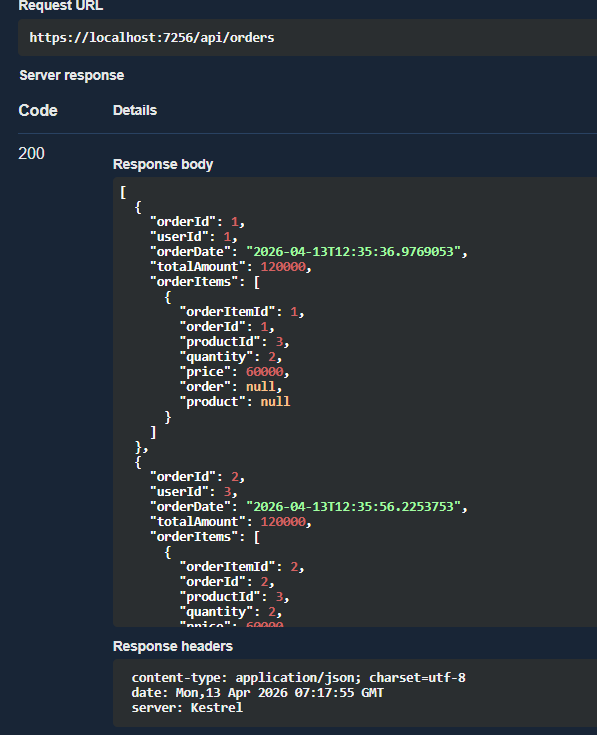 Request URL
https://localhost:7256/api/orders
Server response
Code Details
200
Response body
[
  {
    "orderId": 1,
    "userId": 1,
    "orderDate": "2026-04-13T12:35:36.9769053",
    "totalAmount": 120000,
    "orderItems": [
      {
        "orderItemId": 1,
        "orderId": 1,
        "productId": 3,
        "quantity": 2,
        "price": 60000,
        "order": null,
        "product": null
      }
    ]
  },
  {
    "orderId": 2,
    "userId": 3,
    "orderDate": "2026-04-13T12:35:56.2253753",
    "totalAmount": 120000,
    "orderItems": [
      {
        "orderItemId": 2,
        "orderId": 2,
        "productId": 3,
        "quantity": 2,
        "price": 60000
Response headers
content-type: application/json; charset=utf-8
date: Mon,13 Apr 2026 07:17:55 GMT
server: Kestrel